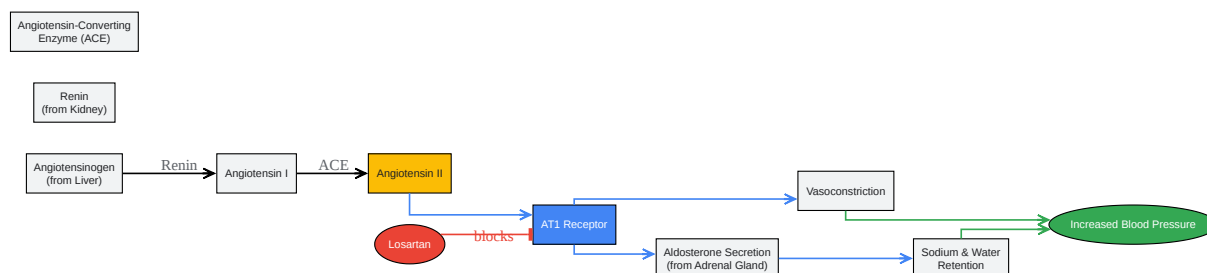 Angiotensin-Converting
Enzyme (ACE)
Renin
(from Kidney)
Angiotensinogen
(from Liver)
Renin
Angiotensin I
ACE
Angiotensin II
Losartan
blocks
AT1 Receptor
Vasoconstriction
Aldosterone Secretion
(from Adrenal Gland)
Sodium & Water
Retention
Increased Blood Pressure